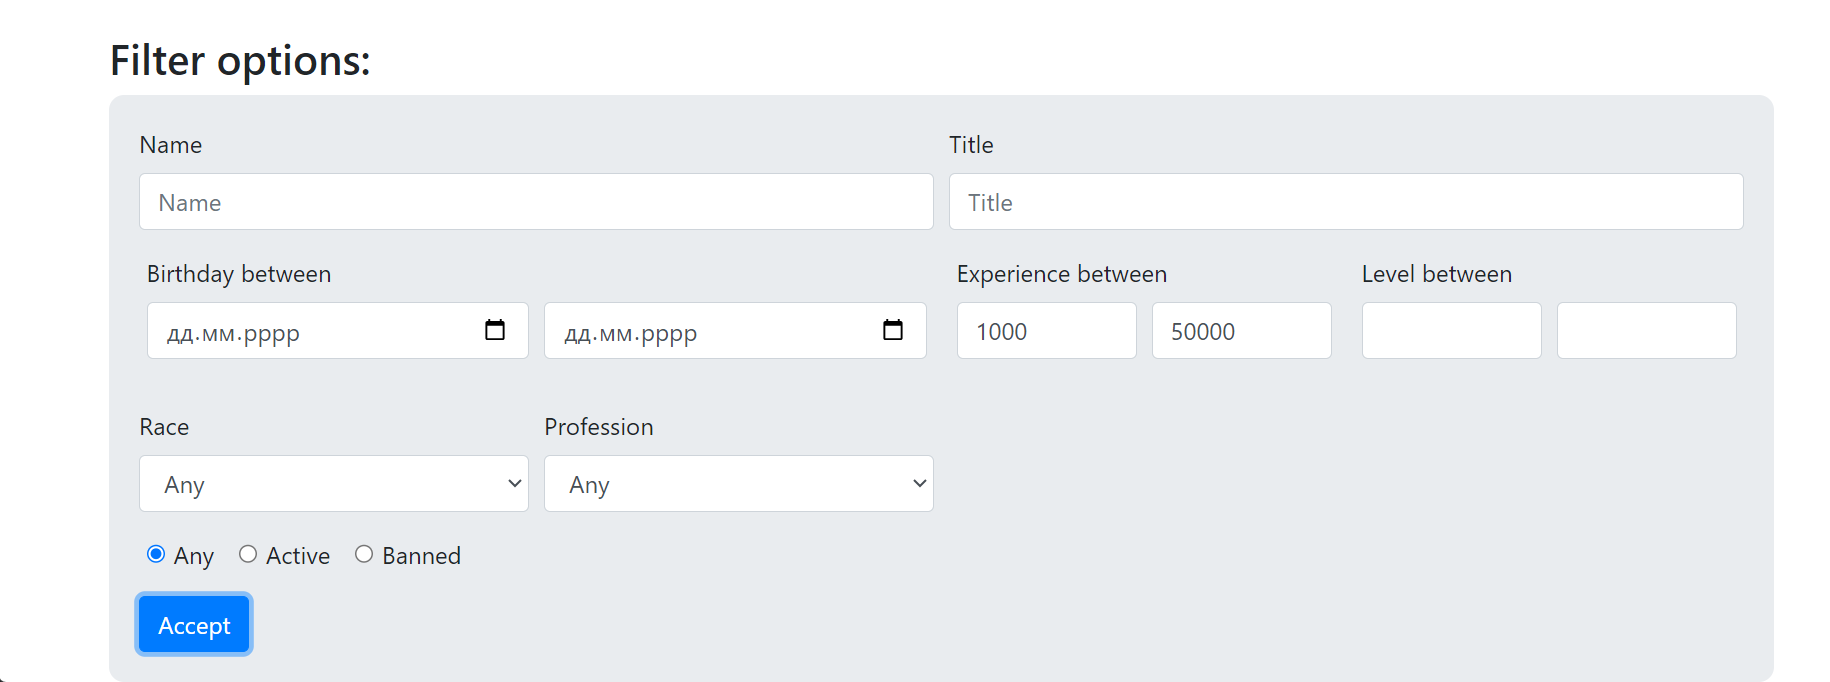 Filter options:
Name Title
Name Title
Birthday between Experience between Level between
дд.мм.рррр дд.мм.рррр 1000 50000
Race Profession
Any Any
Any Active Banned
Accept